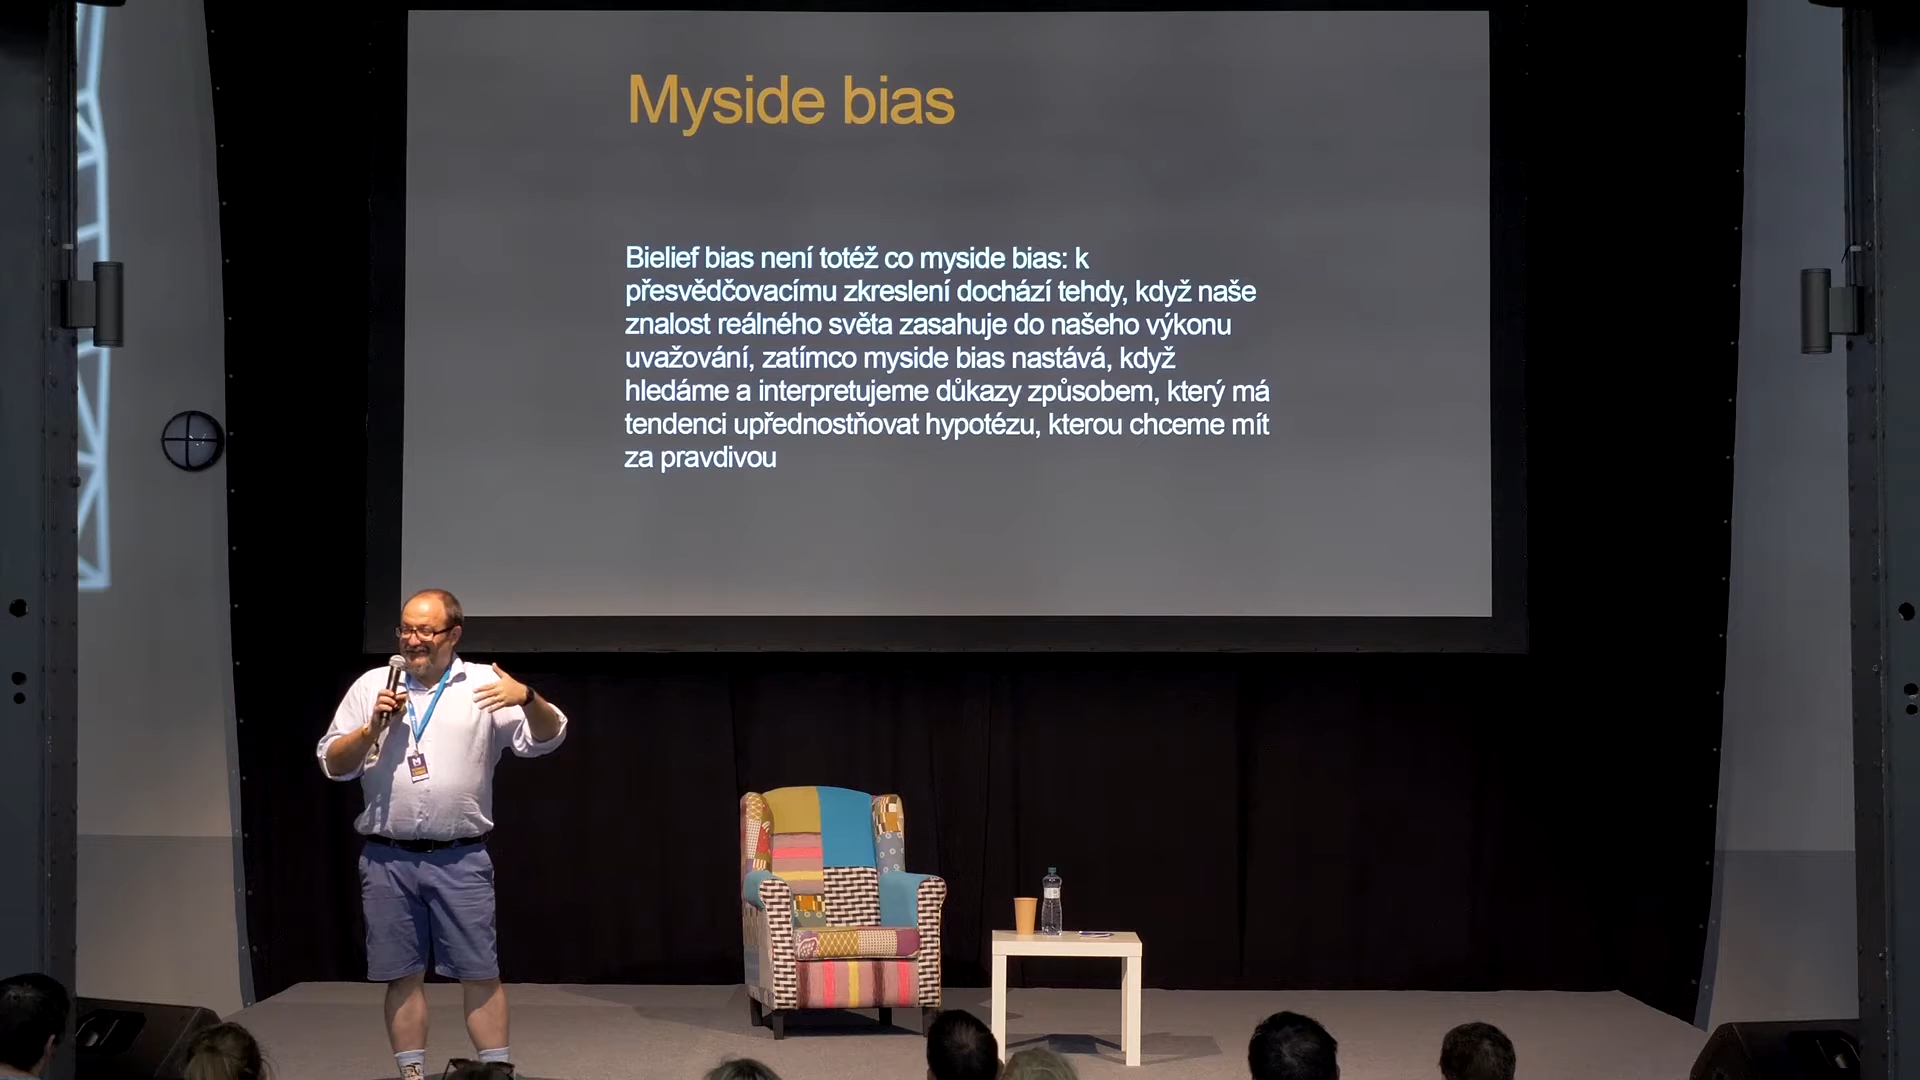 Myside bias
Bielief bias není totéž co myside bias: k
přesvědčovacímu zkreslení dochází tehdy, když naše
znalost reálného světa zasahuje do našeho výkonu
uvažování, zatímco myside bias nastává, když
hledáme a interpretujeme důkazy způsobem, který má
tendenci upřednostňovat hypotézu, kterou chceme mít
za pravdivou